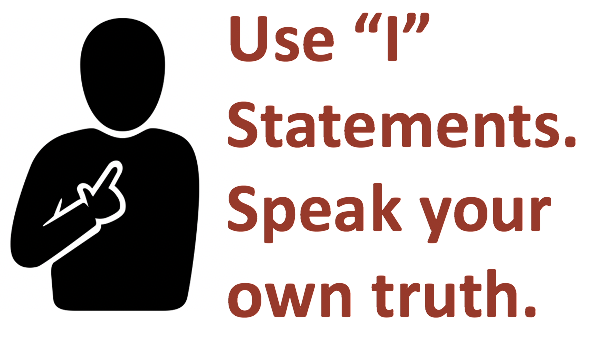 Use “I”
Statements.
Speak your
own truth.